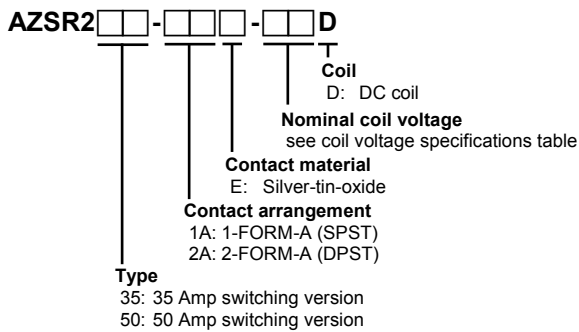 AZSR2□□-□□□-□□D
Coil
D: DC coil
Nominal coil voltage
see coil voltage specifications table
Contact material
E: Silver-tin-oxide
Contact arrangement
1A: 1-FORM-A (SPST)
2A: 2-FORM-A (DPST)
Type
35: 35 Amp switching version
50: 50 Amp switching version